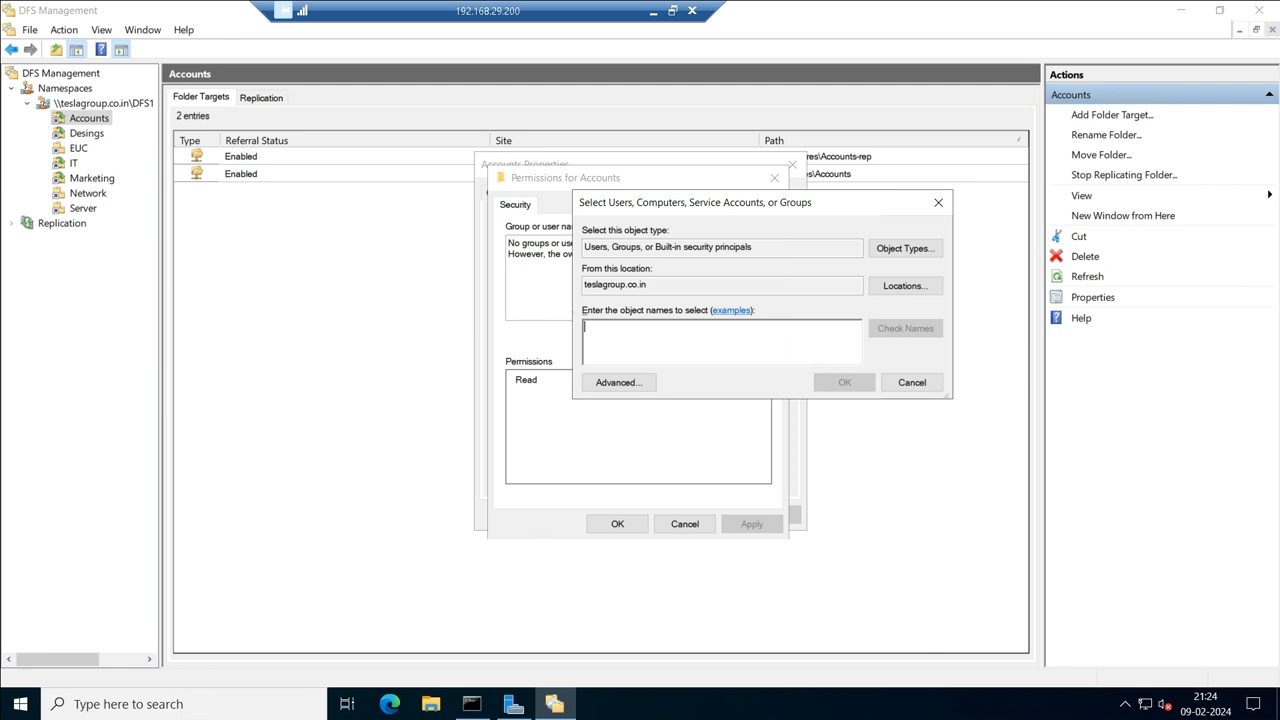 DFS Management
192.168.29.200
File Action View Window Help
DFS Management
Namespaces
\\teslagroup.co.in\DFS1
Accounts
Desings
EUC
IT
Marketing
Network
Server
Replication
Accounts
Folder Targets Replication
2 entries
Type Referral Status Site Path
Enabled res\Accounts-rep
Enabled s\Accounts
Accounts Properties
Permissions for Accounts
Security
Group or user na
No groups or use
However, the ow
Permissions
Read
OK Cancel Apply
Select Users, Computers, Service Accounts, or Groups
Select this object type:
Users, Groups, or Built-in security principals Object Types...
From this location:
teslagroup.co.in Locations...
Enter the object names to select (examples):
Check Names
Advanced... OK Cancel
Actions
Accounts
Add Folder Target...
Rename Folder...
Move Folder...
Stop Replicating Folder...
View
New Window from Here
Cut
Delete
Refresh
Properties
Help
Type here to search
21:24
09-02-2024